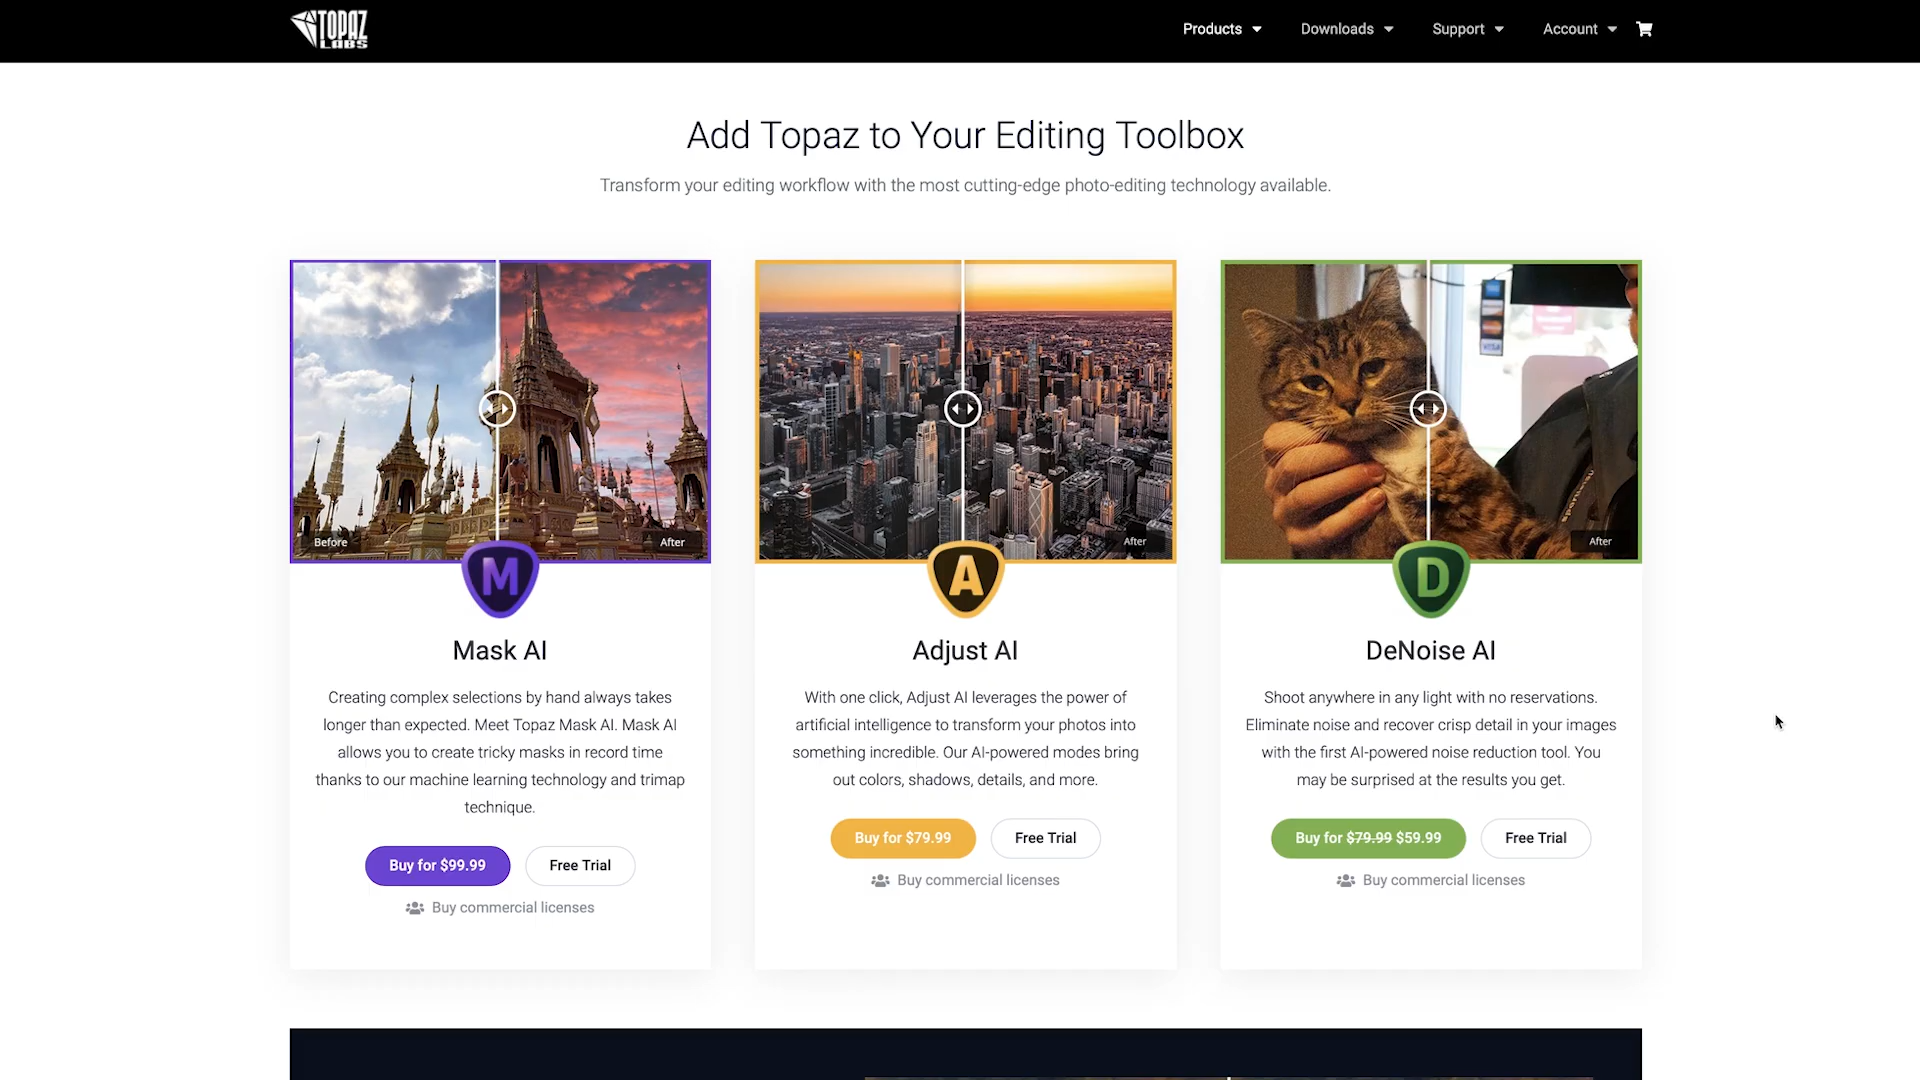 TOPAZ
LABS
Products
Downloads
Support
Account
Add Topaz to Your Editing Toolbox
Transform your editing workflow with the most cutting-edge photo-editing technology available.
Before
After
M
Mask AI
Creating complex selections by hand always takes
longer than expected. Meet Topaz Mask AI. Mask AI
allows you to create tricky masks in record time
thanks to our machine learning technology and trimap
technique.
Buy for $99.99
Free Trial
Buy commercial licenses
After
A
Adjust AI
With one click, Adjust AI leverages the power of
artificial intelligence to transform your photos into
something incredible. Our AI-powered modes bring
out colors, shadows, details, and more.
Buy for $79.99
Free Trial
Buy commercial licenses
VISA
After
D
DeNoise AI
Shoot anywhere in any light with no reservations.
Eliminate noise and recover crisp detail in your images
with the first AI-powered noise reduction tool. You
may be surprised at the results you get.
Buy for $79.99 $59.99
Free Trial
Buy commercial licenses